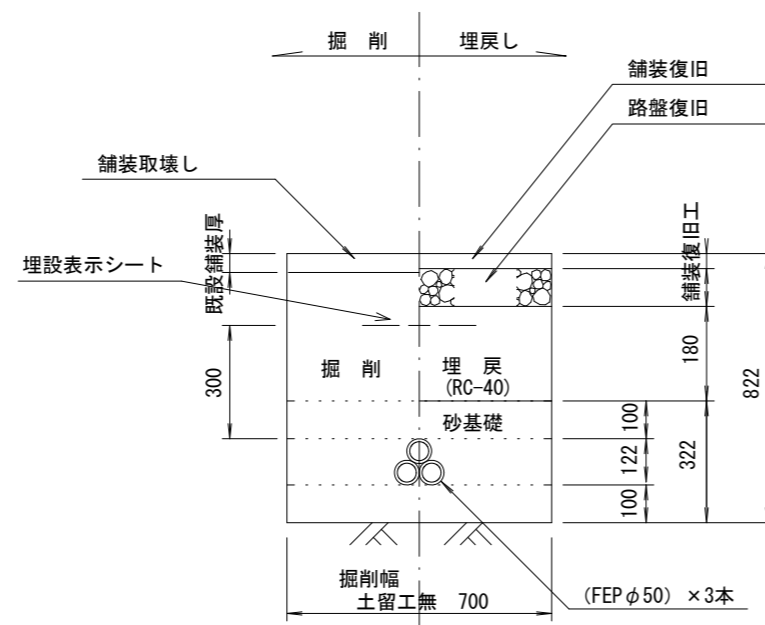 掘 削
埋戻し
舗装復旧
路盤復旧
舗装取壊し
埋設表示シート
既設舗装厚
舗装復旧工
300
掘 削
埋 戻
(RC-40)
砂基礎
180
822
100
122
100
322
掘削幅
土留工無 700
(FEPφ50) ×3本